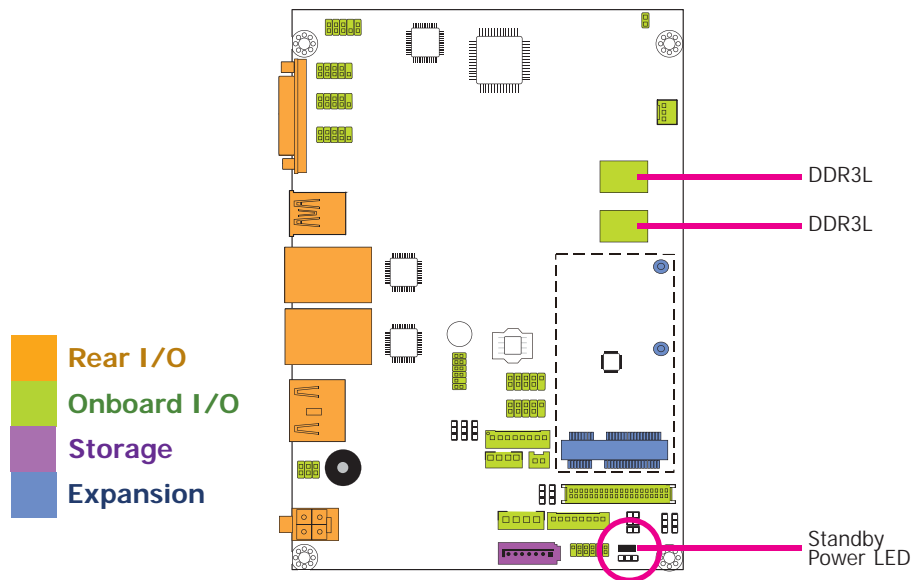 DDR3L
DDR3L
Rear I/O
Onboard I/O
Storage
Expansion
Standby
Power LED